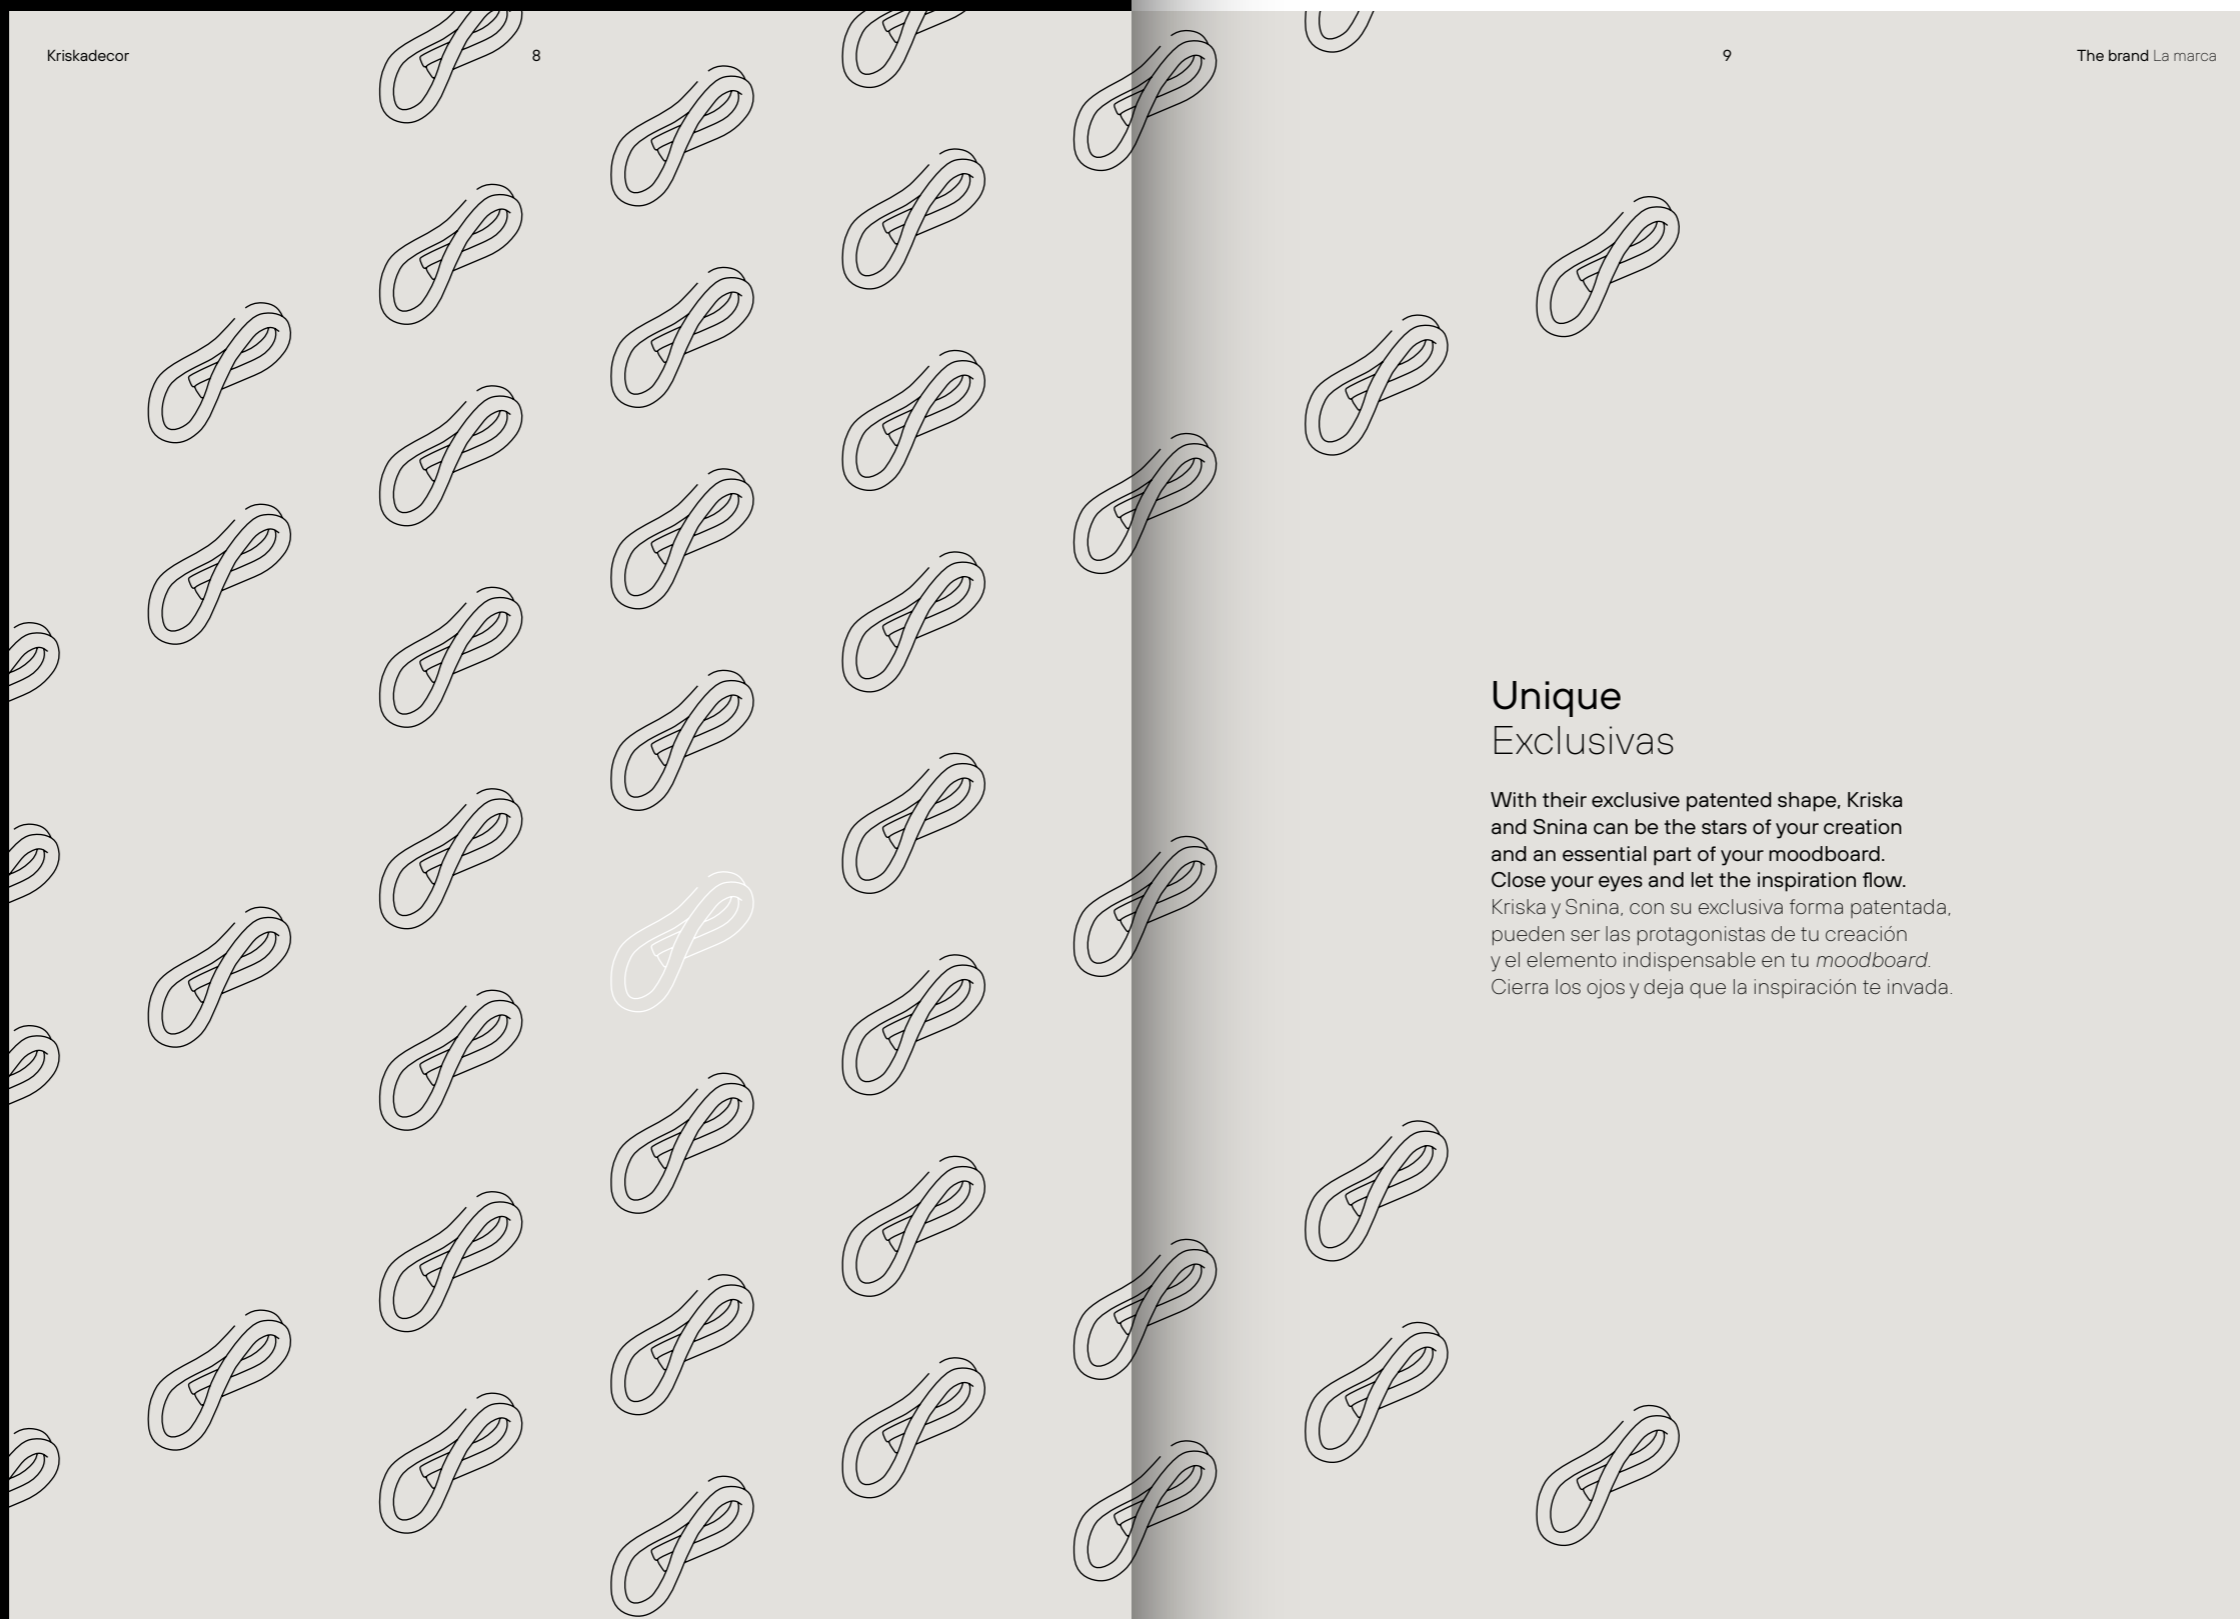 Kriskadecor
8
9
The brand La marca
Unique
Exclusivas
With their exclusive patented shape, Kriska
and Snina can be the stars of your creation
and an essential part of your moodboard.
Close your eyes and let the inspiration flow.
Kriska y Snina, con su exclusiva forma patentada,
pueden ser las protagonistas de tu creación
y el elemento indispensable en tu moodboard.
Cierra los ojos y deja que la inspiración te invada.